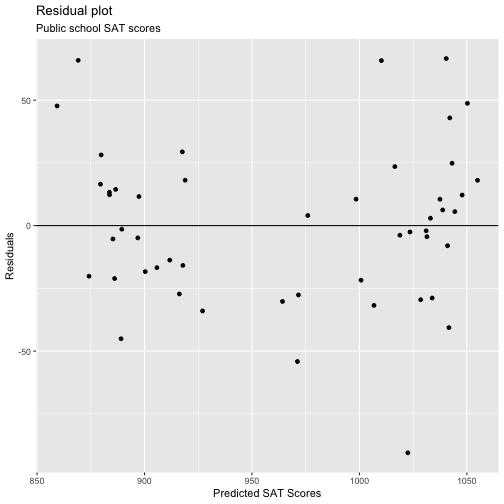 Residual plot
Public school SAT scores
50
0
-50
Residuals
850 900 950 1000 1050
Predicted SAT Scores